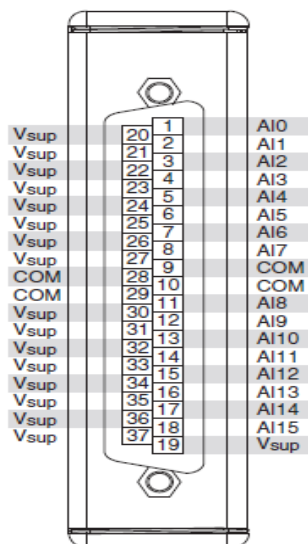 1 AI0
Vsup 20
2 AI1
Vsup 21
3 AI2
Vsup 22
4 AI3
Vsup 23
5 AI4
Vsup 24
6 AI5
Vsup 25
7 AI6
Vsup 26
8 AI7
Vsup 27
9 COM
COM 28
10 COM
COM 29
11 AI8
Vsup 30
12 AI9
Vsup 31
13 AI10
Vsup 32
14 AI11
Vsup 33
15 AI12
Vsup 34
16 AI13
Vsup 35
17 AI14
Vsup 36
18 AI15
Vsup 37
19 Vsup